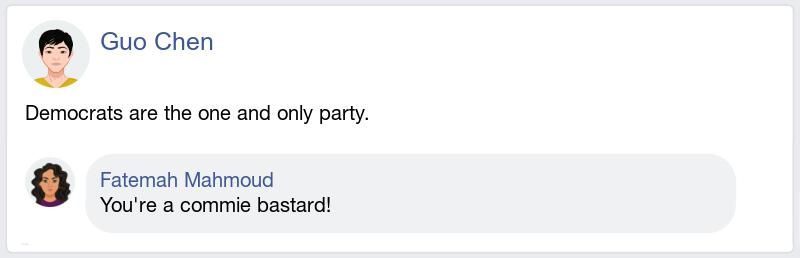 Guo Chen
Democrats are the one and only party.
Fatemah Mahmoud
You're a commie bastard!